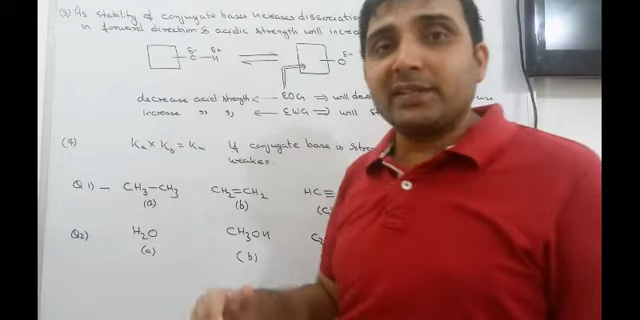 (3) As stability of conjugate bases increases dissociation
in forward direction & acidic strength will increa
δ- δ+ δ-
O — H O
decrease acid strength ← EDG ⇒ will des
increase " " ← EWG ⇒ will
(4) Ka × Kb = Kw If conjugate base is
weaker.
Q1) — CH3—CH3 CH2=CH2 HC≡
(a) (b) (c)
Q2) H2O CH3OH C2
(a) (b)